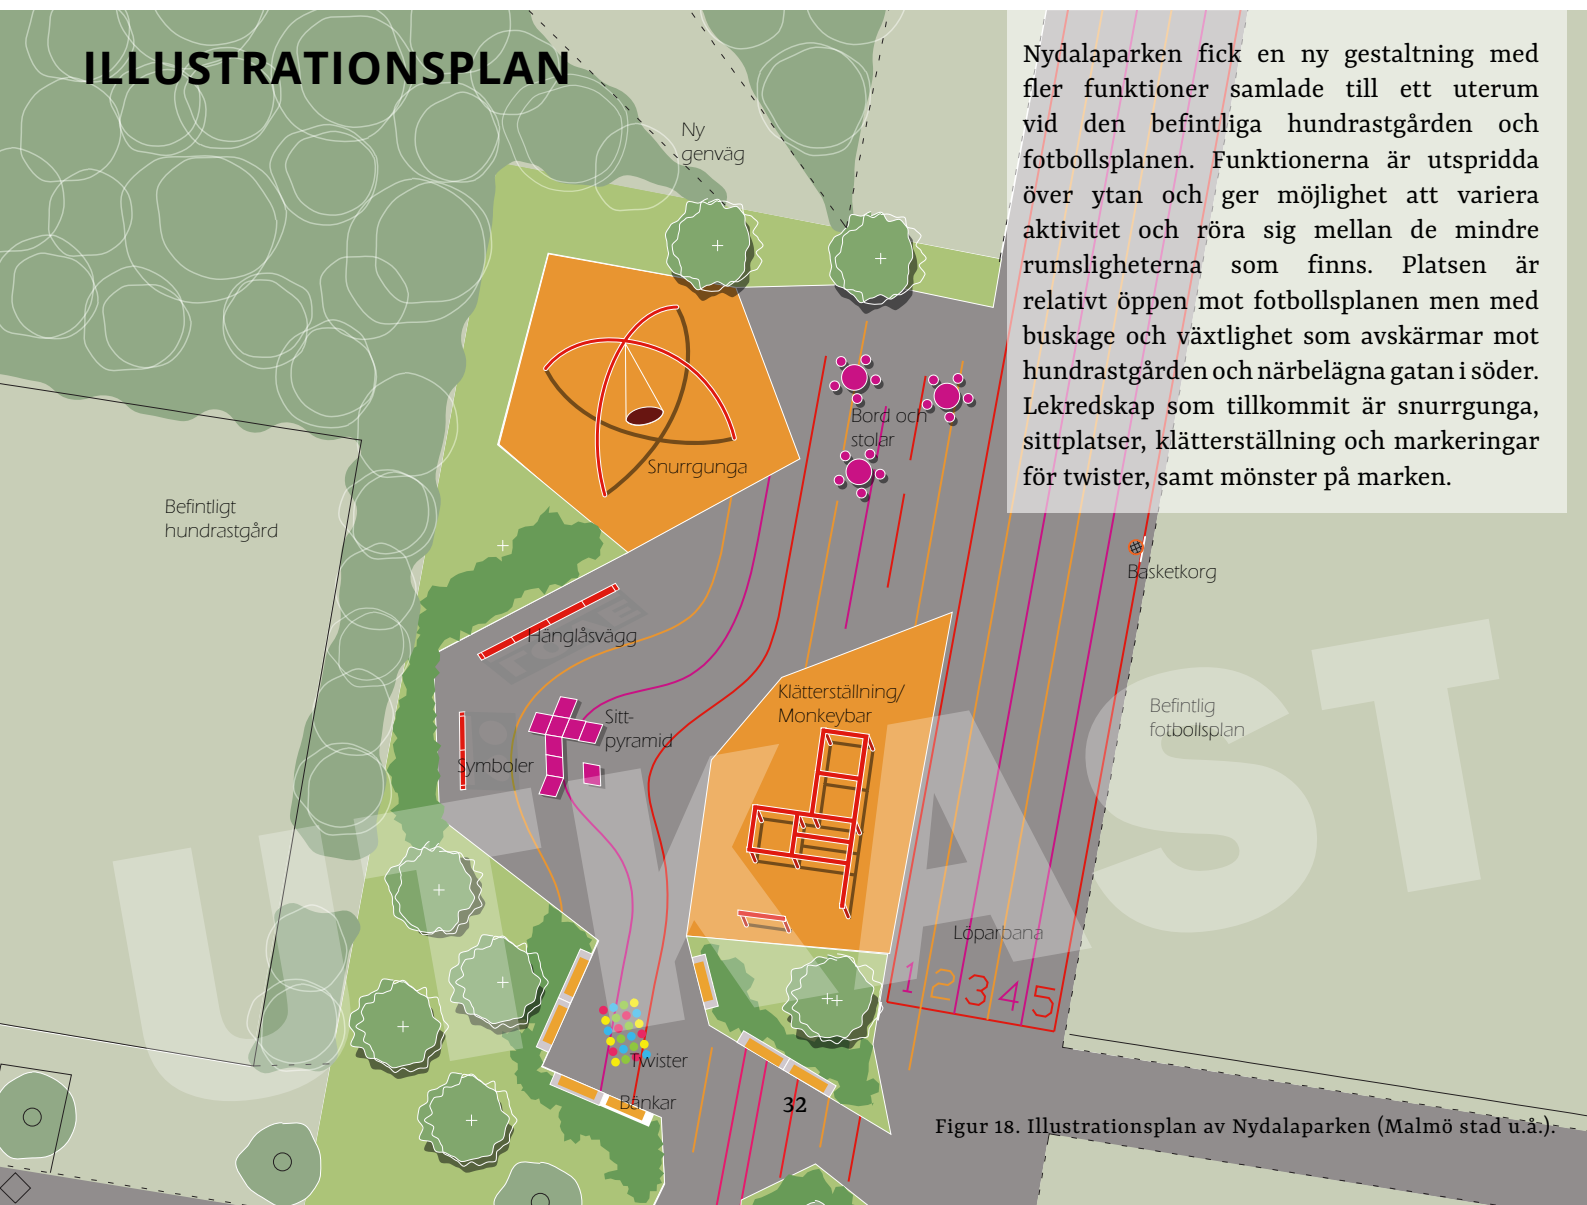 ILLUSTRATIONSPLAN
Nydalaparken fick en ny gestaltning med
fler funktioner samlade till ett uterum
vid den befintliga hundrastgården och
fotbollsplanen. Funktionerna är utspridda
över ytan och ger möjlighet att variera
aktivitet och röra sig mellan de mindre
rumsligheterna som finns. Platsen är
relativt öppen mot fotbollsplanen men med
buskage och växtlighet som avskärmar mot
hundrastgården och närbelägna gatan i söder.
Lekredskap som tillkommit är snurrgunga,
sittplatser, klätterställning och markeringar
för twister, samt mönster på marken.
Ny
genväg
Bord och
stolar
Snurrgunga
Befintligt
hundrastgård
Basketkorg
Hänglåsvägg
Klätterställning/
Monkeybar
Sitt-
pyramid
Symboler
Befintlig
fotbollsplan
UTKAST
Löparbana
1 2 3 4 5
Twister
Bänkar
32
Figur 18. Illustrationsplan av Nydalaparken (Malmö stad u.å.).